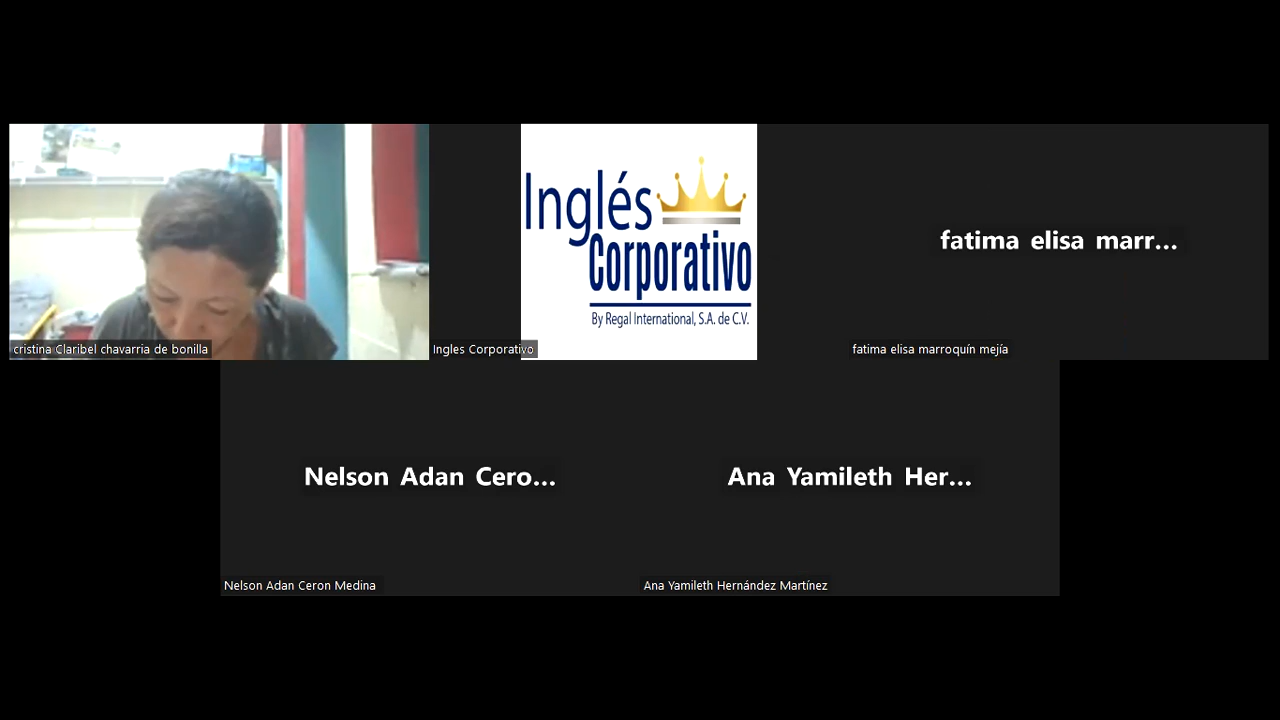 Inglés
Corporativo
By Regal International, S.A. de C.V.
fatima elisa marr...
cristina Claribel chavarria de bonilla
Ingles Corporativo
fatima elisa marroquín mejía
Nelson Adan Cero...
Ana Yamileth Her...
Nelson Adan Ceron Medina
Ana Yamileth Hernández Martínez